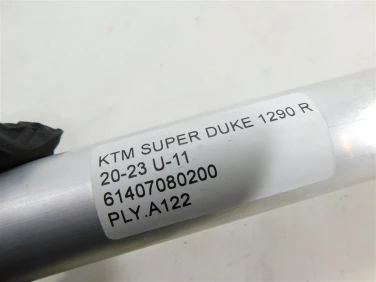 KTM SUPER DUKE 1290 R
20-23 U-11
61407080200
PLY.A122